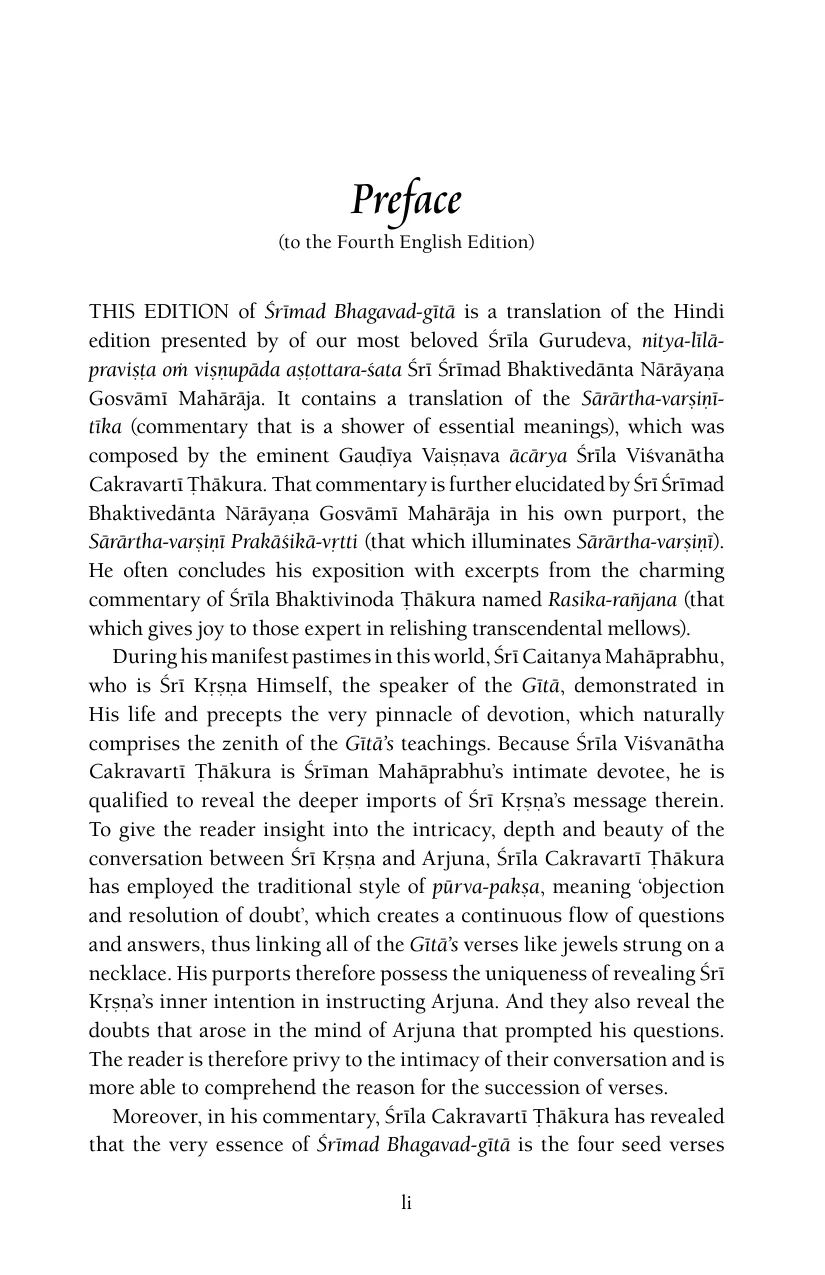 Preface
(to the Fourth English Edition)
THIS EDITION of Śrīmad Bhagavad-gītā is a translation of the Hindi
edition presented by of our most beloved Śrīla Gurudeva, nitya-līlā-
praviṣṭa oṁ viṣṇupāda aṣṭottara-śata Śrī Śrīmad Bhaktivedānta Nārāyaṇa
Gosvāmī Mahārāja. It contains a translation of the Sārārtha-varṣiṇī-
tīka (commentary that is a shower of essential meanings), which was
composed by the eminent Gauḍīya Vaiṣṇava ācārya Śrīla Viśvanātha
Cakravartī Ṭhākura. That commentary is further elucidated by Śrī Śrīmad
Bhaktivedānta Nārāyaṇa Gosvāmī Mahārāja in his own purport, the
Sārārtha-varṣiṇī Prakāśikā-vṛtti (that which illuminates Sārārtha-varṣiṇī).
He often concludes his exposition with excerpts from the charming
commentary of Śrīla Bhaktivinoda Ṭhākura named Rasika-rañjana (that
which gives joy to those expert in relishing transcendental mellows).
During his manifest pastimes in this world, Śrī Caitanya Mahāprabhu,
who is Śrī Kṛṣṇa Himself, the speaker of the Gītā, demonstrated in
His life and precepts the very pinnacle of devotion, which naturally
comprises the zenith of the Gītā’s teachings. Because Śrīla Viśvanātha
Cakravartī Ṭhākura is Śrīman Mahāprabhu’s intimate devotee, he is
qualified to reveal the deeper imports of Śrī Kṛṣṇa’s message therein.
To give the reader insight into the intricacy, depth and beauty of the
conversation between Śrī Kṛṣṇa and Arjuna, Śrīla Cakravartī Ṭhākura
has employed the traditional style of pūrva-pakṣa, meaning ‘objection
and resolution of doubt’, which creates a continuous flow of questions
and answers, thus linking all of the Gītā’s verses like jewels strung on a
necklace. His purports therefore possess the uniqueness of revealing Śrī
Kṛṣṇa’s inner intention in instructing Arjuna. And they also reveal the
doubts that arose in the mind of Arjuna that prompted his questions.
The reader is therefore privy to the intimacy of their conversation and is
more able to comprehend the reason for the succession of verses.
Moreover, in his commentary, Śrīla Cakravartī Ṭhākura has revealed
that the very essence of Śrīmad Bhagavad-gītā is the four seed verses
li